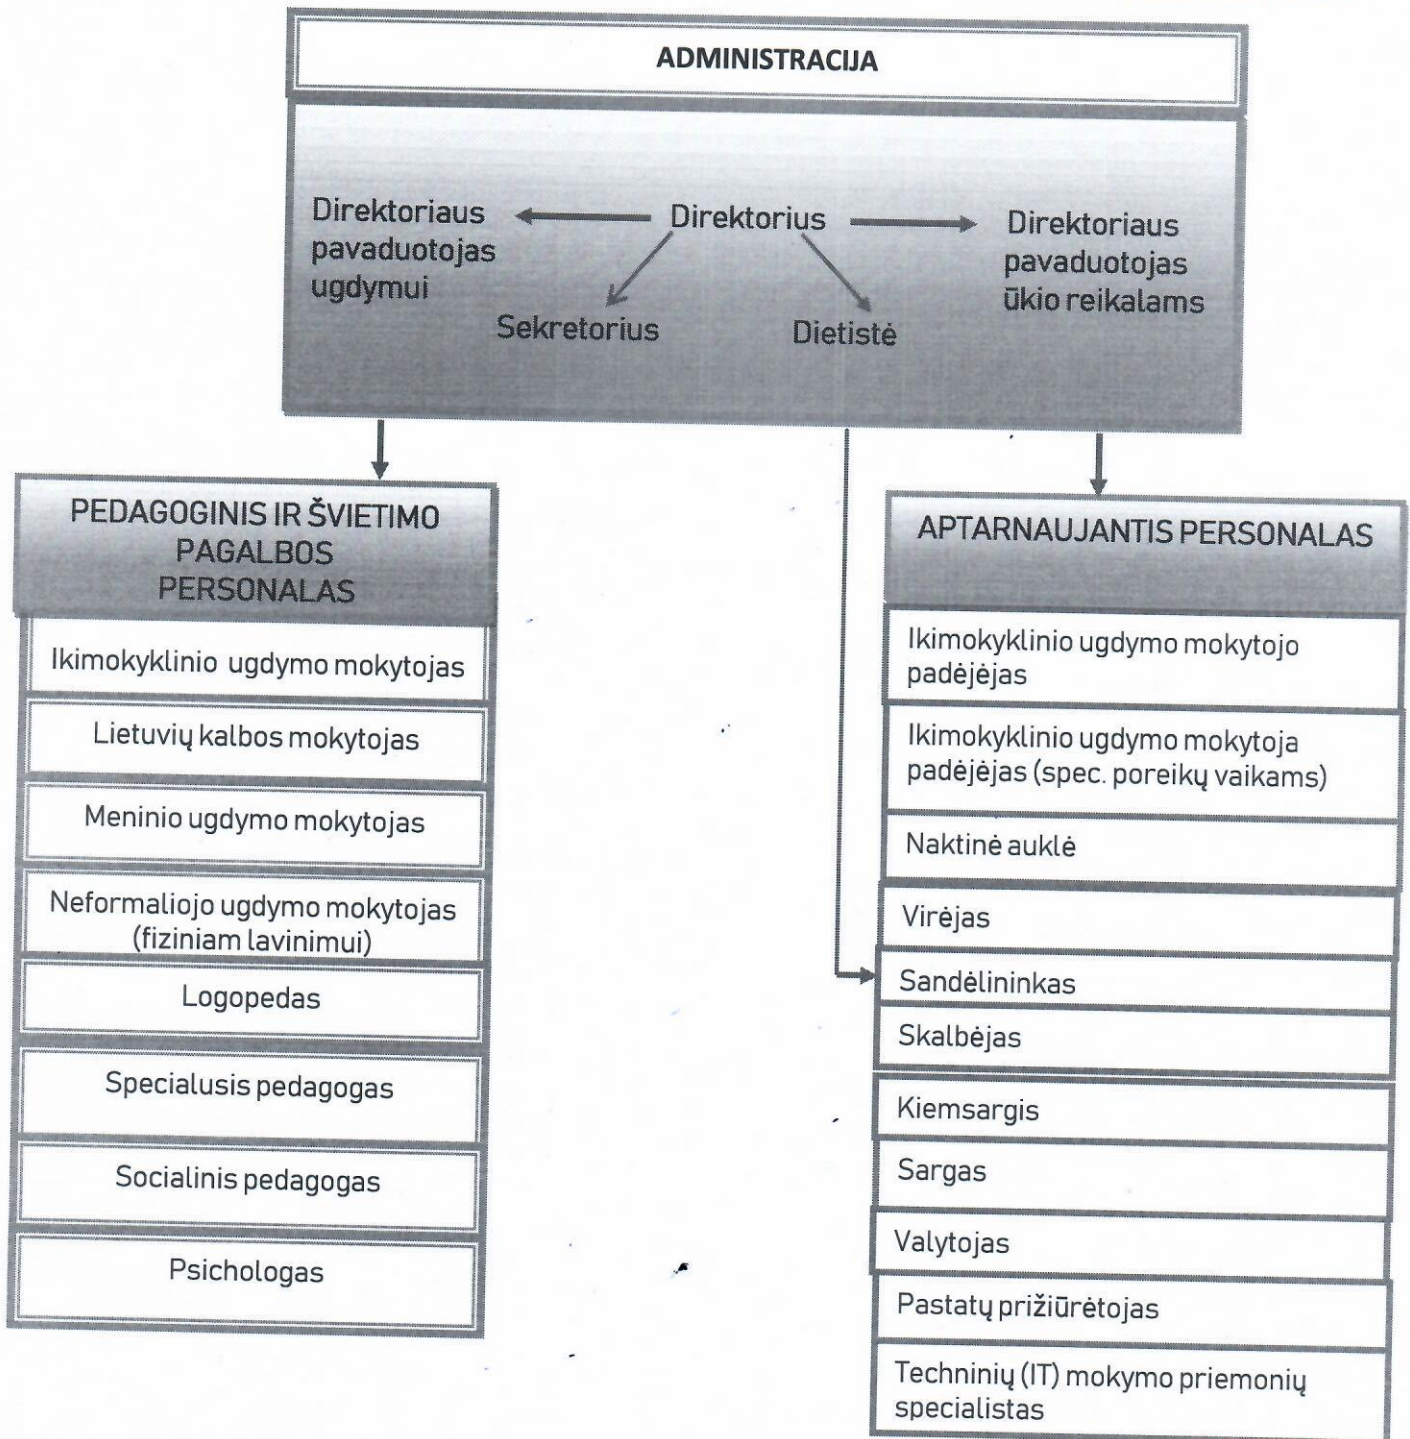 ADMINISTRACIJA
Direktoriaus
pavaduotojas
ugdymui
Direktorius
Direktoriaus
pavaduotojas
ūkio reikalams
Sekretorius
Dietistė
PEDAGOGINIS IR ŠVIETIMO
PAGALBOS
PERSONALAS
Ikimokyklinio ugdymo mokytojas
Lietuvių kalbos mokytojas
Meninio ugdymo mokytojas
Neformaliojo ugdymo mokytojas
(fiziniam lavinimui)
Logopedas
Specialusis pedagogas
Socialinis pedagogas
Psichologas
APTARNAUJANTIS PERSONALAS
Ikimokyklinio ugdymo mokytojo
padėjėjas
Ikimokyklinio ugdymo mokytoja
padėjėjas (spec. poreikų vaikams)
Naktinė auklė
Virėjas
Sandėlininkas
Skalbėjas
Kiemsargis
Sargas
Valytojas
Pastatų prižiūrėtojas
Techninių (IT) mokymo priemonių
specialistas